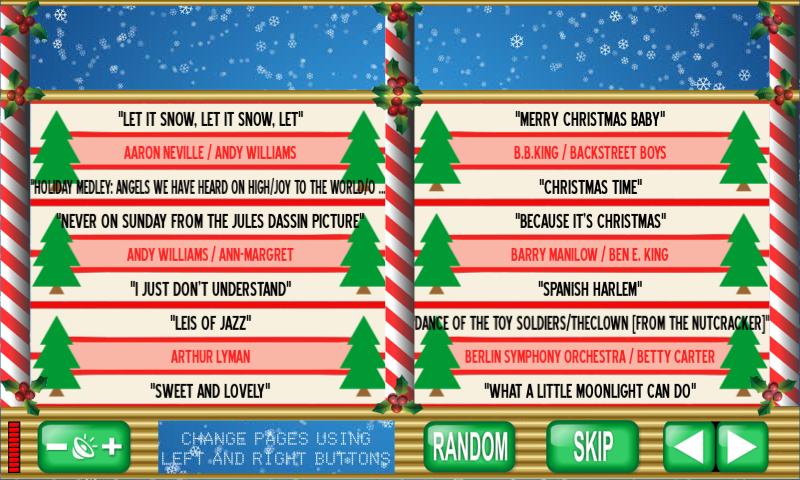 "LET IT SNOW, LET IT SNOW, LET"
AARON NEVILLE / ANDY WILLIAMS
"HOLIDAY MEDLEY: ANGELS WE HAVE HEARD ON HIGH/JOY TO THE WORLD/O ...
"NEVER ON SUNDAY FROM THE JULES DASSIN PICTURE"
ANDY WILLIAMS / ANN-MARGRET
"I JUST DON'T UNDERSTAND"
"LEIS OF JAZZ"
ARTHUR LYMAN
"SWEET AND LOVELY"
"MERRY CHRISTMAS BABY"
B.B.KING / BACKSTREET BOYS
"CHRISTMAS TIME"
"BECAUSE IT'S CHRISTMAS"
BARRY MANILOW / BEN E. KING
"SPANISH HARLEM"
DANCE OF THE TOY SOLDIERS/THECLOWN [FROM THE NUTCRACKER]"
BERLIN SYMPHONY ORCHESTRA / BETTY CARTER
"WHAT A LITTLE MOONLIGHT CAN DO"
- +
CHANGE PAGES USING
LEFT AND RIGHT BUTTONS
RANDOM
SKIP